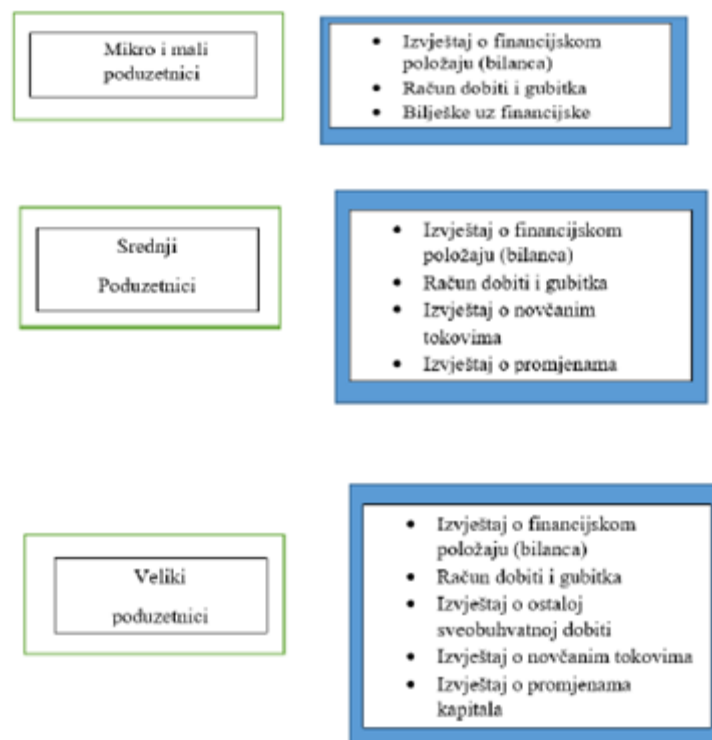 Mikro i mali
poduzetnici
• Izvještaj o financijskom
položaju (bilanca)
• Račun dobiti i gubitka
• Bilješke uz financijske
Srednji
Poduzetnici
• Izvještaj o financijskom
položaju (bilanca)
• Račun dobiti i gubitka
• Izvještaj o novčanim
tokovima
• Izvještaj o promjenama
Veliki
poduzetnici
• Izvještaj o financijskom
položaju (bilanca)
• Račun dobiti i gubitka
• Izvještaj o ostaloj
sveobuhvatnoj dobiti
• Izvještaj o novčanim tokovima
• Izvještaj o promjenama
kapitala